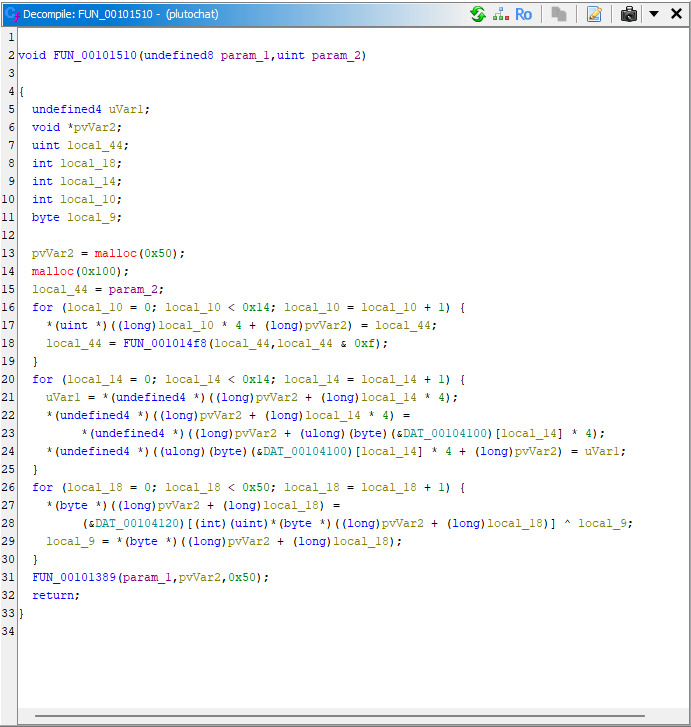 Decompile: FUN_00101510 - (plutochat)
Ro
1
2 void FUN_00101510(undefined8 param_1,uint param_2)
3
4 {
5 undefined4 uVar1;
6 void *pvVar2;
7 uint local_44;
8 int local_18;
9 int local_14;
10 int local_10;
11 byte local_9;
12
13 pvVar2 = malloc(0x50);
14 malloc(0x100);
15 local_44 = param_2;
16 for (local_10 = 0; local_10 < 0x14; local_10 = local_10 + 1) {
17 *(uint *)((long)local_10 * 4 + (long)pvVar2) = local_44;
18 local_44 = FUN_001014f8(local_44,local_44 & 0xf);
19 }
20 for (local_14 = 0; local_14 < 0x14; local_14 = local_14 + 1) {
21 uVar1 = *(undefined4 *)((long)pvVar2 + (long)local_14 * 4);
22 *(undefined4 *)((long)pvVar2 + (long)local_14 * 4) =
23 *(undefined4 *)((long)pvVar2 + (ulong)(byte)(&DAT_00104100)[local_14] * 4);
24 *(undefined4 *)((ulong)(byte)(&DAT_00104100)[local_14] * 4 + (long)pvVar2) = uVar1;
25 }
26 for (local_18 = 0; local_18 < 0x50; local_18 = local_18 + 1) {
27 *(byte *)((long)pvVar2 + (long)local_18) =
28 (&DAT_00104120)[(int)(uint)*(byte *)((long)pvVar2 + (long)local_18)] ^ local_9;
29 local_9 = *(byte *)((long)pvVar2 + (long)local_18);
30 }
31 FUN_00101389(param_1,pvVar2,0x50);
32 return;
33 }
34